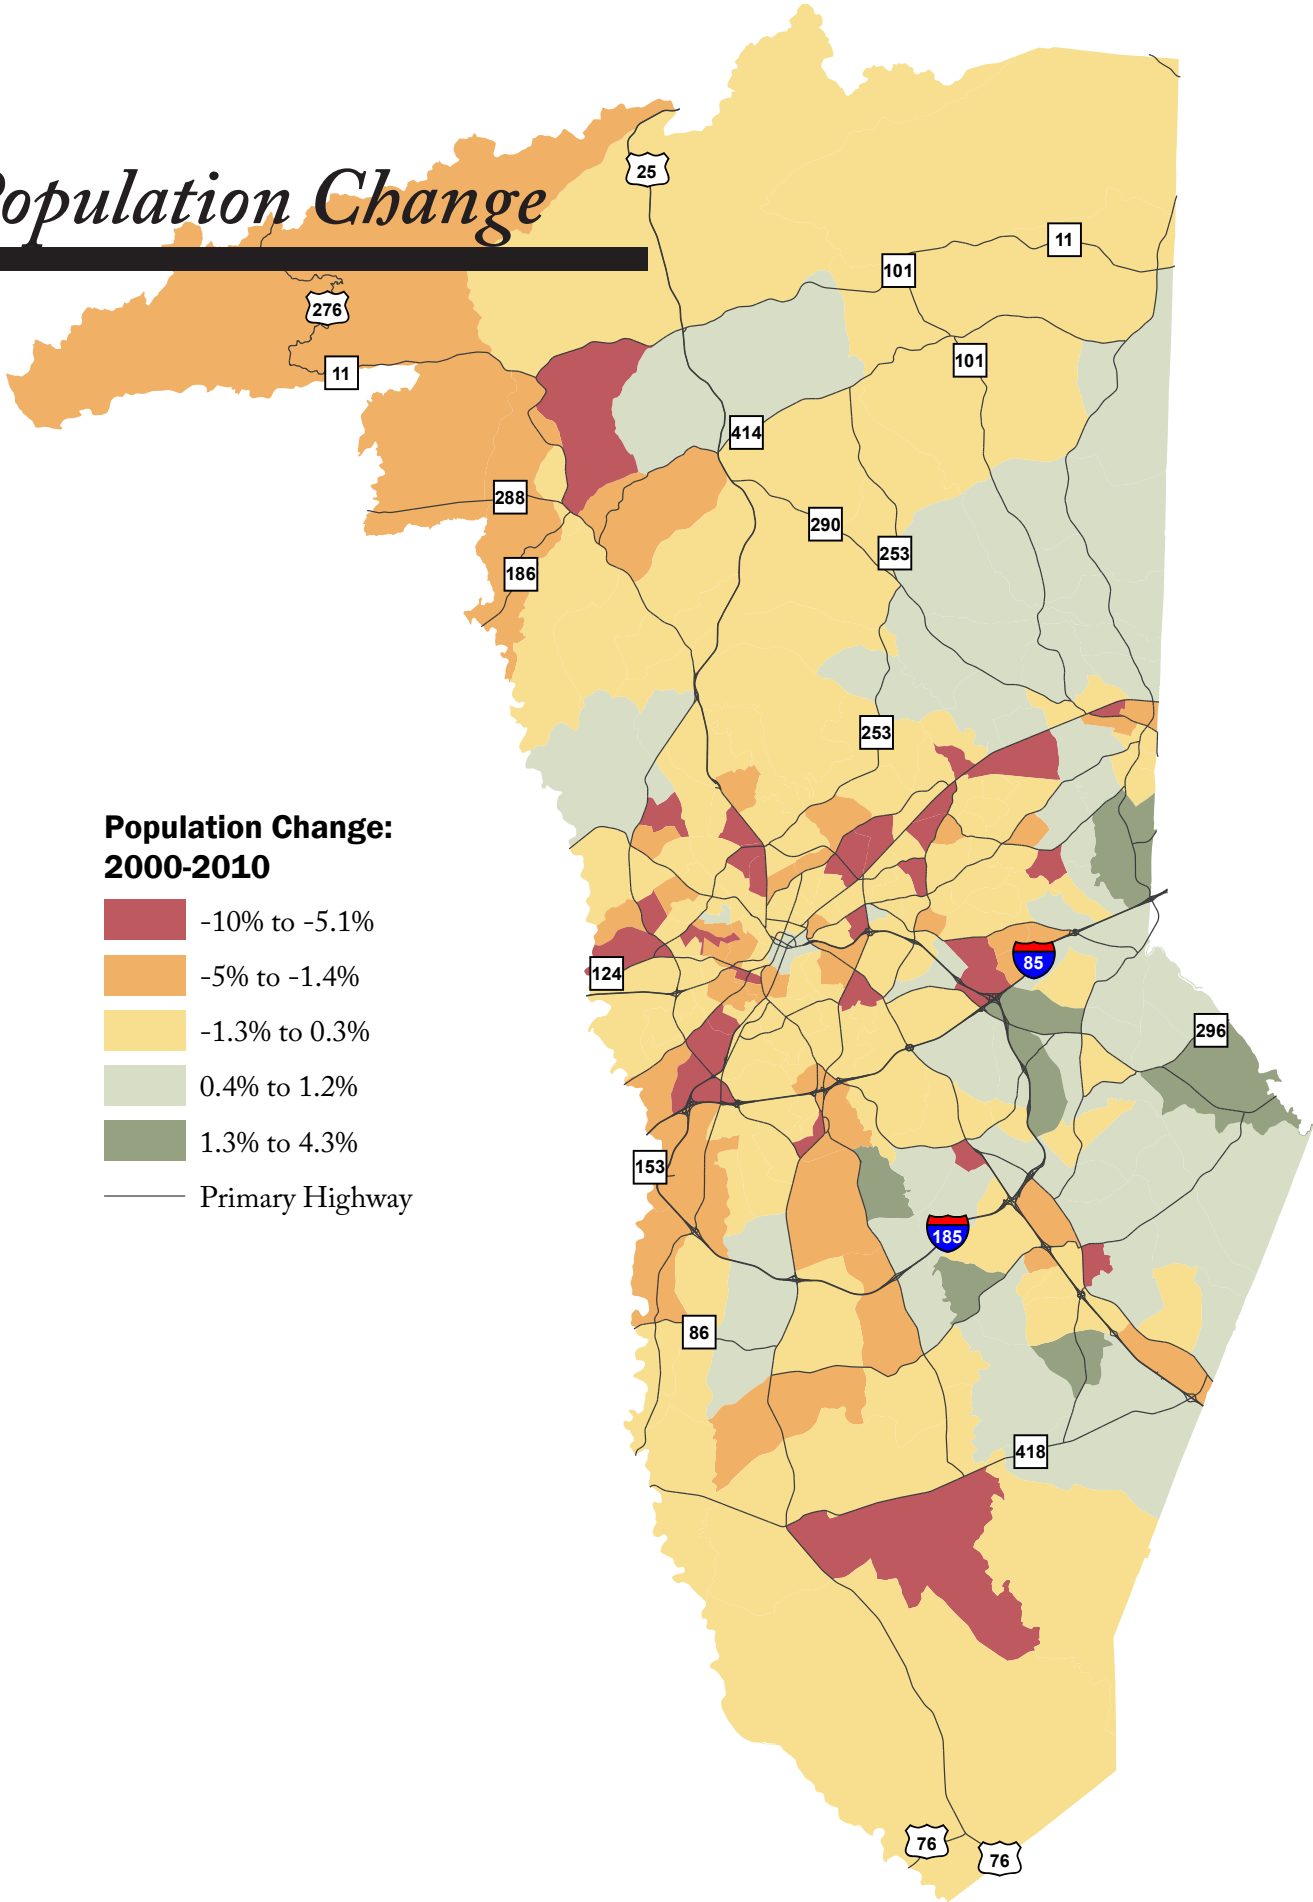 opulation Change
25
11
101
276
11
101
414
288
290
253
186
253
Population Change:
2000-2010
-10% to -5.1%
-5% to -1.4%
-1.3% to 0.3%
0.4% to 1.2%
1.3% to 4.3%
Primary Highway
85
124
296
153
185
86
418
76
76